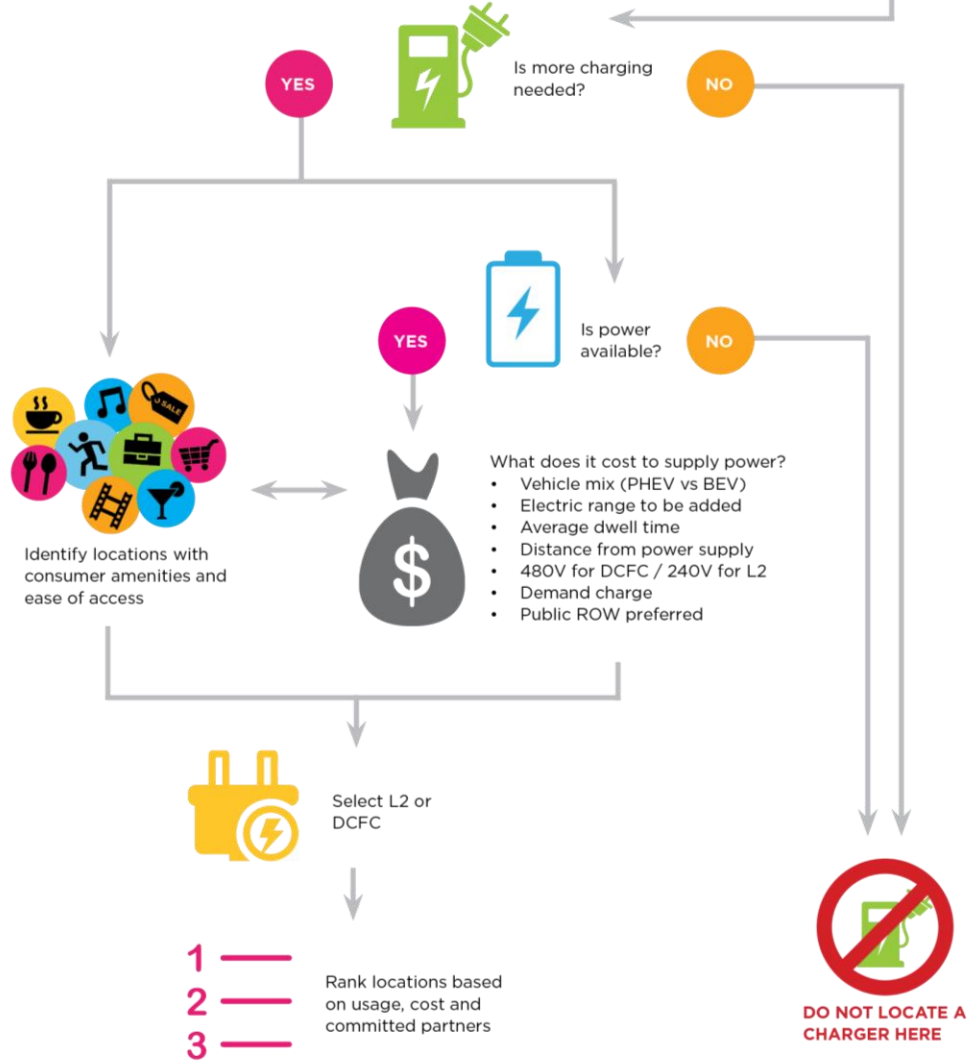 YES
Is more charging
needed?
NO
YES
Is power
available?
NO
SALE
Identify locations with
consumer amenities and
ease of access
$
What does it cost to supply power?
• Vehicle mix (PHEV vs BEV)
• Electric range to be added
• Average dwell time
• Distance from power supply
• 480V for DCFC / 240V for L2
• Demand charge
• Public ROW preferred
Select L2 or
DCFC
1
2
3
Rank locations based
on usage, cost and
committed partners
DO NOT LOCATE A
CHARGER HERE